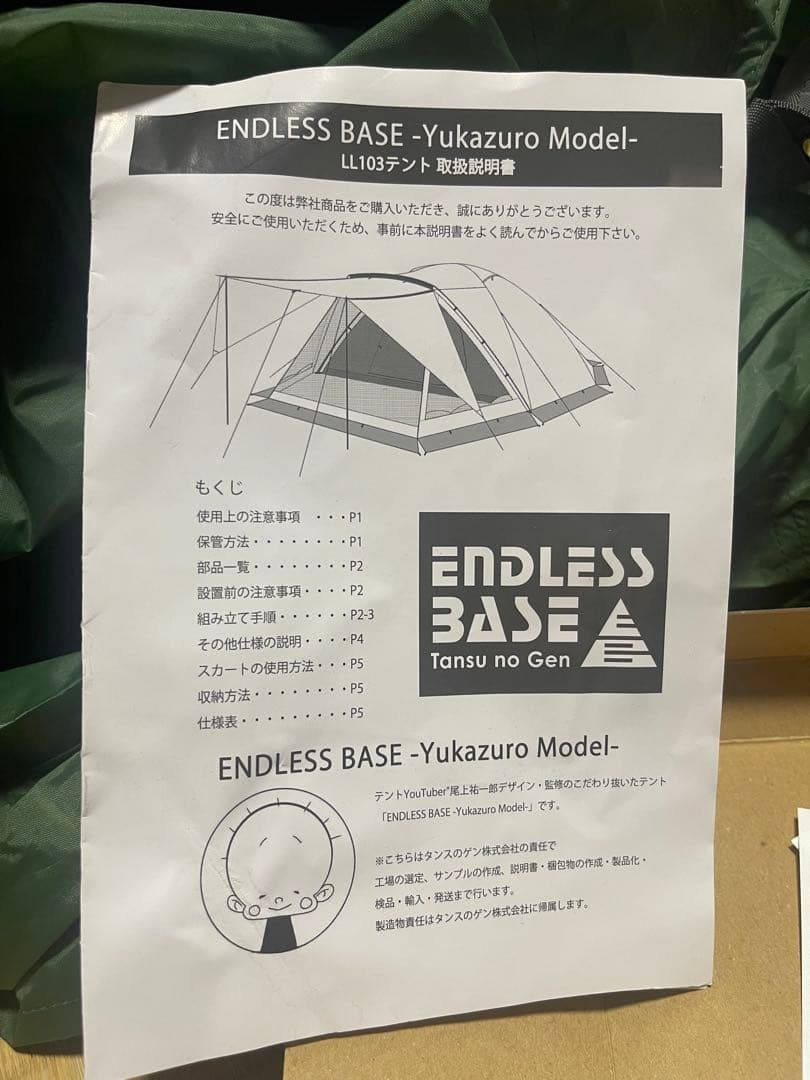 ENDLESS BASE -Yukazuro Model-
LL103テント 取扱説明書
この度は弊社商品をご購入いただき、誠にありがとうございます。
安全にご使用いただくため、事前に本説明書をよく読んでからご使用下さい。
もくじ
使用上の注意事項 ・・・P1
保管方法・・・・・・・・P1
部品一覧・・・・・・・・P2
設置前の注意事項・・・・P2
組み立て手順・・・・・・P2-3
その他仕様の説明・・・・P4
スカートの使用方法・・・P5
収納方法・・・・・・・・P5
仕様表・・・・・・・・・P5
ENDLESS
BASE
Tansu no Gen
ENDLESS BASE -Yukazuro Model-
テントYouTuber"尾上祐一郎デザイン・監修のこだわり抜いたテント
「ENDLESS BASE -Yukazuro Model-」です。
※こちらはタンスのゲン株式会社の責任で
工場の選定、サンプルの作成、説明書・梱包物の作成・製品化・
検品・輸入・発送まで行います。
製造物責任はタンスのゲン株式会社に帰属します。